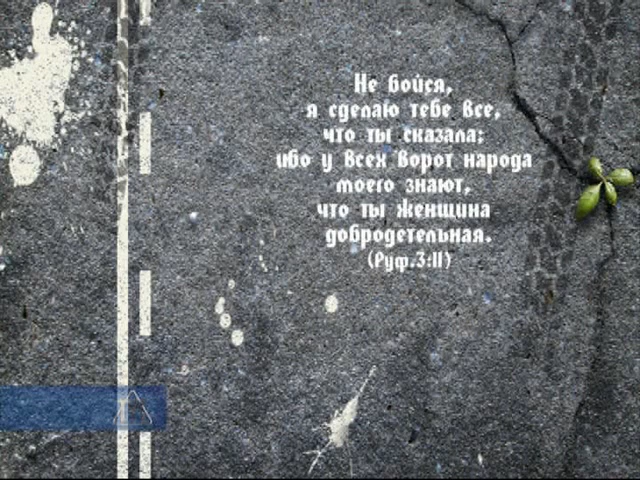 Не бойся,
я сделаю тебе все,
что ты сказала;
ибо у всех ворот народа
моего знают,
что ты женщина
добродетельная.
(Руф.3:11)